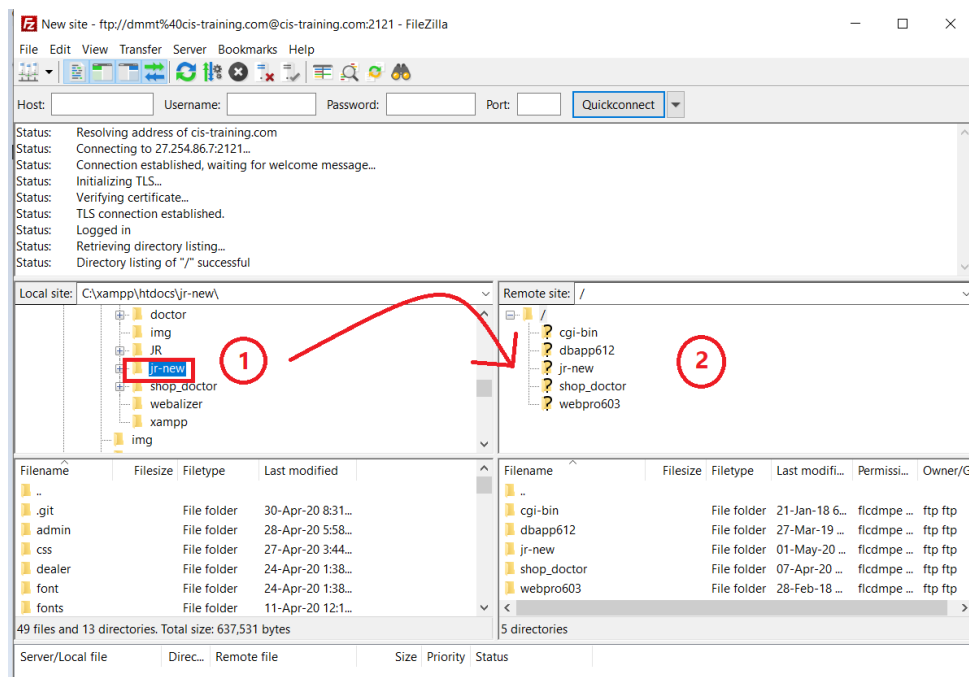 New site - ftp://dmmt%40cis-training.com@cis-training.com:2121 - FileZilla
File Edit View Transfer Server Bookmarks Help
Host: Username: Password: Port: Quickconnect
Status: Resolving address of cis-training.com
Status: Connecting to 27.254.86.7:2121...
Status: Connection established, waiting for welcome message...
Status: Initializing TLS...
Status: Verifying certificate...
Status: TLS connection established.
Status: Logged in
Status: Retrieving directory listing...
Status: Directory listing of "/" successful
Local site: C:\xampp\htdocs\jr-new\
doctor
img
JR
jr-new
shop_doctor
webalizer
xampp
img
1
Remote site: /
/
? cgi-bin
? dbapp612
? jr-new
? shop_doctor
? webpro603
2
Filename Filesize Filetype Last modified
..
.git File folder 30-Apr-20 8:31...
admin File folder 28-Apr-20 5:58...
css File folder 27-Apr-20 3:44...
dealer File folder 24-Apr-20 1:38...
font File folder 24-Apr-20 1:38...
fonts File folder 11-Apr-20 12:1...
49 files and 13 directories. Total size: 637,531 bytes
Filename Filesize Filetype Last modifi... Permissi... Owner/G
..
cgi-bin File folder 21-Jan-18 6... flcdmpe ... ftp ftp
dbapp612 File folder 27-Mar-19 ... flcdmpe ... ftp ftp
jr-new File folder 01-May-20 ... flcdmpe ... ftp ftp
shop_doctor File folder 07-Apr-20 ... flcdmpe ... ftp ftp
webpro603 File folder 28-Feb-18 ... flcdmpe ... ftp ftp
5 directories
Server/Local file Direc... Remote file Size Priority Status